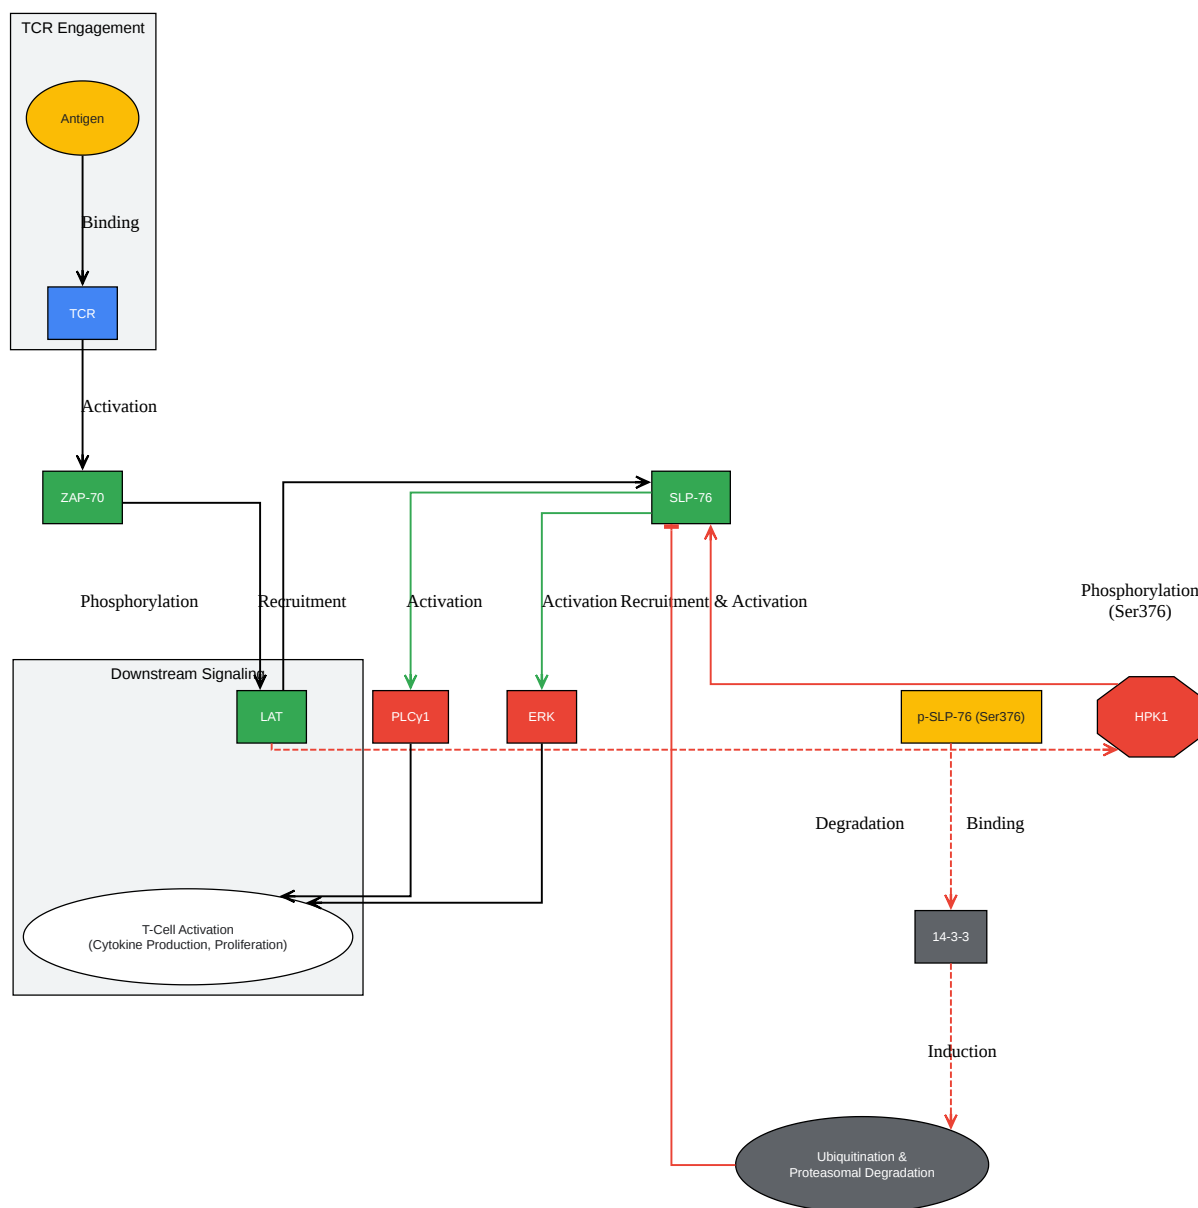 TCR Engagement
Antigen
Binding
TCR
Activation
ZAP-70
SLP-76
Phosphorylation
Recruitment
Activation
Activation
Recruitment & Activation
Phosphorylation
(Ser376)
Downstream Signaling
LAT
PLCγ1
ERK
p-SLP-76 (Ser376)
HPK1
Degradation
Binding
T-Cell Activation
(Cytokine Production, Proliferation)
14-3-3
Induction
Ubiquitination &
Proteasomal Degradation